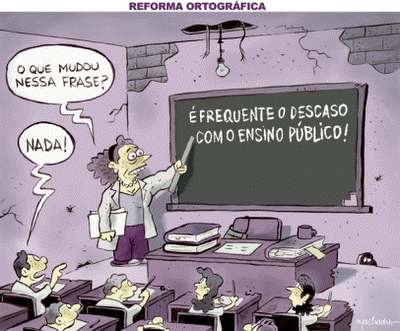 REFORMA ORTOGRÁFICA
O QUE MUDOU
NESSA FRASE?
NADA!
É FREQUENTE O DESCASO
COM O ENSINO PÚBLICO!